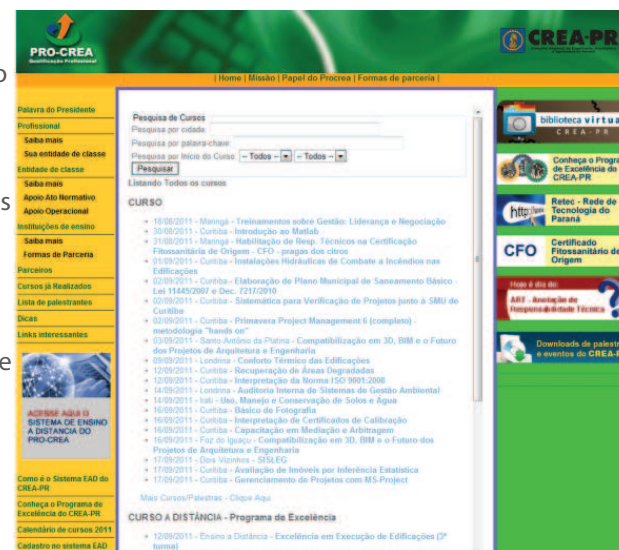 PRO-CREA
Qualificação Profissional
CREA-PR
| Home | Missão | Papel do Procrea | Formas de parceria |
o
s
e
Palavra do Presidente
Profissional
Saiba mais
Sua entidade de classe
Entidade de classe
Saiba mais
Apoio Ato Normativo
Apoio Operacional
Instituições de ensino
Saiba mais
Formas de Parceria
Parceiros
Cursos já Realizados
Lista de palestrantes
Dicas
Links interessantes
ACESSE AQUI O
SISTEMA DE ENSINO
A DISTANCIA DO
PRO-CREA
Como é o Sistema EAD do
CREA-PR
Conheça o Programa de
Excelência do CREA-PR
Calendário de cursos 2011
Cadastro no sistema EAD
Pesquisa de Cursos
Pesquisa por cidade:
Pesquisa por palavra-chave:
Pesquisa por Início do Curso: -- Todos -- -- Todos --
Pesquisar
Listando Todos os cursos
CURSO
16/08/2011 - Maringá - Treinamentos sobre Gestão: Liderança e Negociação
30/08/2011 - Curitiba - Introdução ao Matlab
31/08/2011 - Maringá - Habilitação de Resp. Técnicos na Certificação
Fitossanitária de Origem - CFO - pragas dos citros
01/09/2011 - Curitiba - Instalações Hidráulicas de Combate a Incêndios nas
Edificações
02/09/2011 - Curitiba - Elaboração de Plano Municipal de Saneamento Básico -
Lei 11445/2007 e Dec. 7217/2010
02/09/2011 - Curitiba - Sistemática para Verificação de Projetos junto à SMU de
Curitiba
02/09/2011 - Curitiba - Primavera Project Management 6 (completo) -
metodologia "hands on"
03/09/2011 - Santo Antônio da Platina - Compatibilização em 3D, BIM e o Futuro
dos Projetos de Arquitetura e Engenharia
09/09/2011 - Londrina - Conforto Térmico das Edificações
12/09/2011 - Curitiba - Recuperação de Áreas Degradadas
12/09/2011 - Curitiba - Interpretação da Norma ISO 9001:2008
14/09/2011 - Londrina - Auditoria Interna de Sistemas de Gestão Ambiental
14/09/2011 - Irati - Uso, Manejo e Conservação de Solos e Água
16/09/2011 - Curitiba - Básico de Fotografia
16/09/2011 - Curitiba - Interpretação de Certificados de Calibração
16/09/2011 - Curitiba - Capacitação em Mediação e Arbitragem
16/09/2011 - Foz do Iguaçu - Compatibilização em 3D, BIM e o Futuro dos
Projetos de Arquitetura e Engenharia
17/09/2011 - Dois Vizinhos - SISLEG
17/09/2011 - Curitiba - Avaliação de Imóveis por Inferência Estatística
17/09/2011 - Curitiba - Gerenciamento de Projetos com MS-Project
Mais Cursos/Palestras - Clique Aqui
CURSO A DISTÂNCIA - Programa de Excelência
12/09/2011 - Ensino a Distância - Excelência em Execução de Edificações (3ª
turma)
biblioteca virtua
CREA-PR
Conheça o Progra
de Excelência do
CREA-PR
http://
Retec - Rede de
Tecnologia do
Paraná
CFO
Certificado
Fitossanitário de
Origem
Hoje é dia de:
ART - Anotação de
Responsabilidade Técnica
Downloads de palestr
e eventos do CREA-P